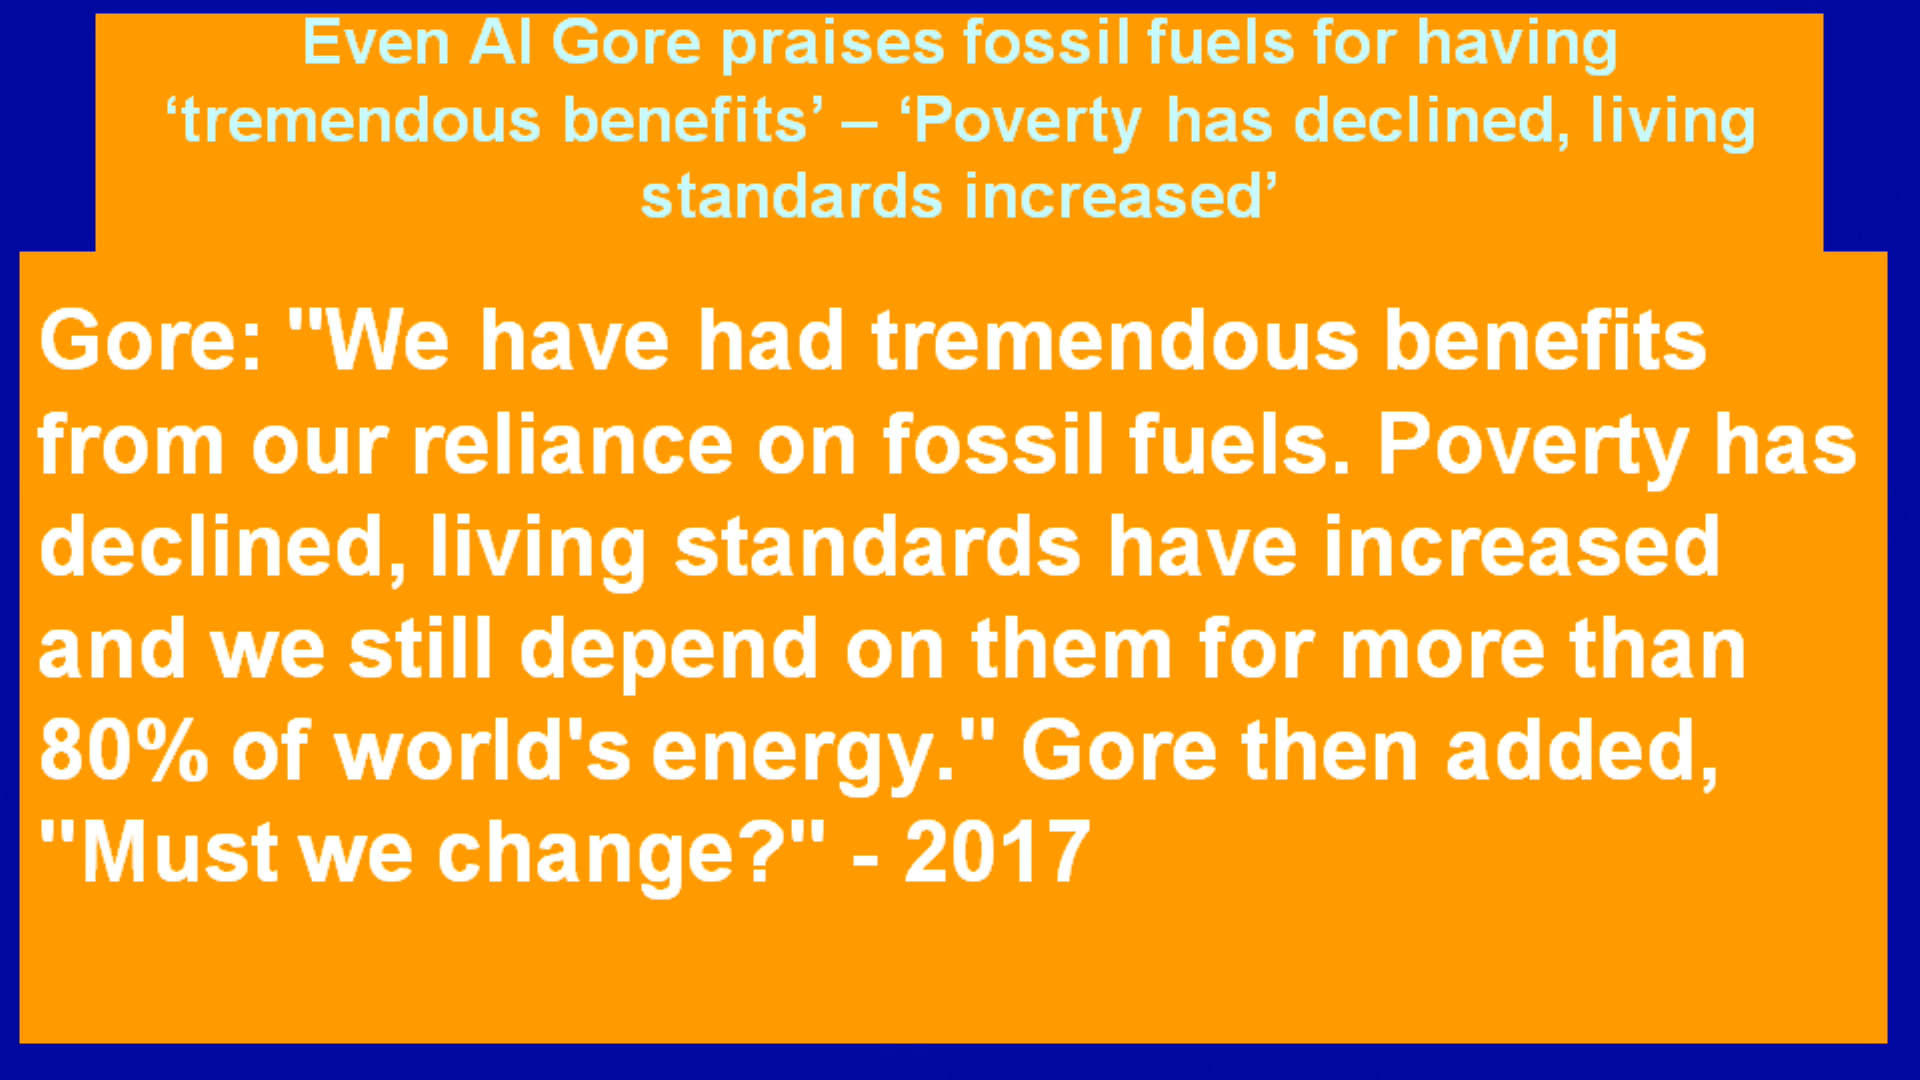 Even Al Gore praises fossil fuels for having
‘tremendous benefits’ – ‘Poverty has declined, living
standards increased’
Gore: "We have had tremendous benefits
from our reliance on fossil fuels. Poverty has
declined, living standards have increased
and we still depend on them for more than
80% of world's energy." Gore then added,
"Must we change?" - 2017